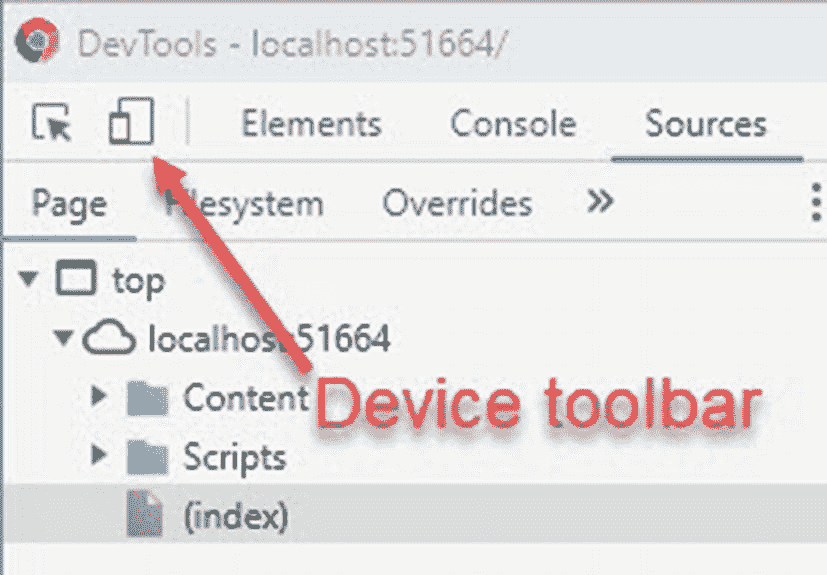 DevTools - localhost:51664/
Elements Console Sources
Page Filesystem Overrides »
top
localhost:51664
Content
Device toolbar
Scripts
(index)